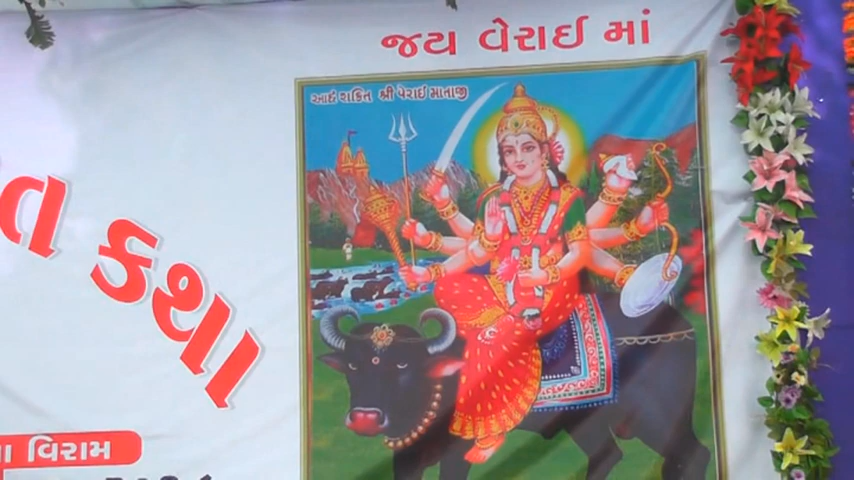 જય વેરાઈ માં
આદ્ય શક્તિ શ્રી વેરાઈ માતાજી
ત કથા
વિરામ